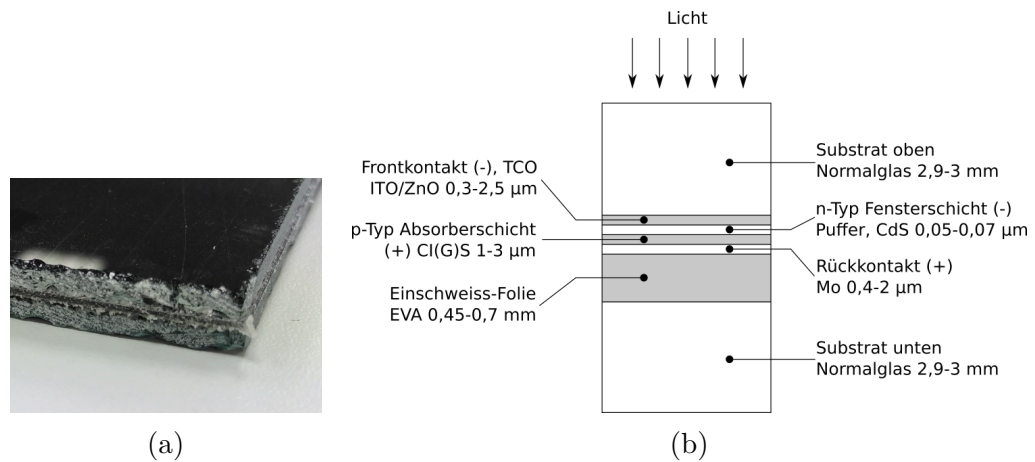 Licht
Frontkontakt (-), TCO
ITO/ZnO 0,3-2,5 µm
p-Typ Absorberschicht
(+) CI(G)S 1-3 µm
Einschweiss-Folie
EVA 0,45-0,7 mm
Substrat oben
Normalglas 2,9-3 mm
n-Typ Fensterschicht (-)
Puffer, CdS 0,05-0,07 µm
Rückkontakt (+)
Mo 0,4-2 µm
Substrat unten
Normalglas 2,9-3 mm
(a)
(b)